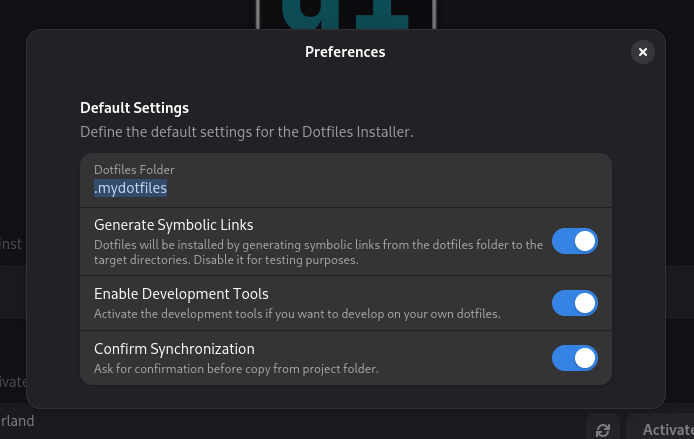 Preferences
Default Settings
Define the default settings for the Dotfiles Installer.
Dotfiles Folder
.mydotfiles
Generate Symbolic Links
Dotfiles will be installed by generating symbolic links from the dotfiles folder to the
target directories. Disable it for testing purposes.
Enable Development Tools
Activate the development tools if you want to develop on your own dotfiles.
Confirm Synchronization
Ask for confirmation before copy from project folder.
inst
ivate
rland
Activate